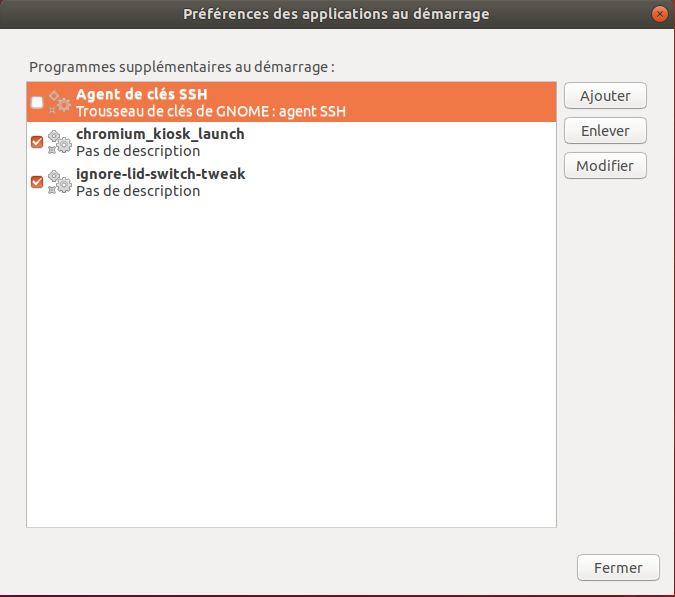 Préférences des applications au démarrage
Programmes supplémentaires au démarrage :
Agent de clés SSH
Trousseau de clés de GNOME : agent SSH
chromium_kiosk_launch
Pas de description
ignore-lid-switch-tweak
Pas de description
Ajouter
Enlever
Modifier
Fermer